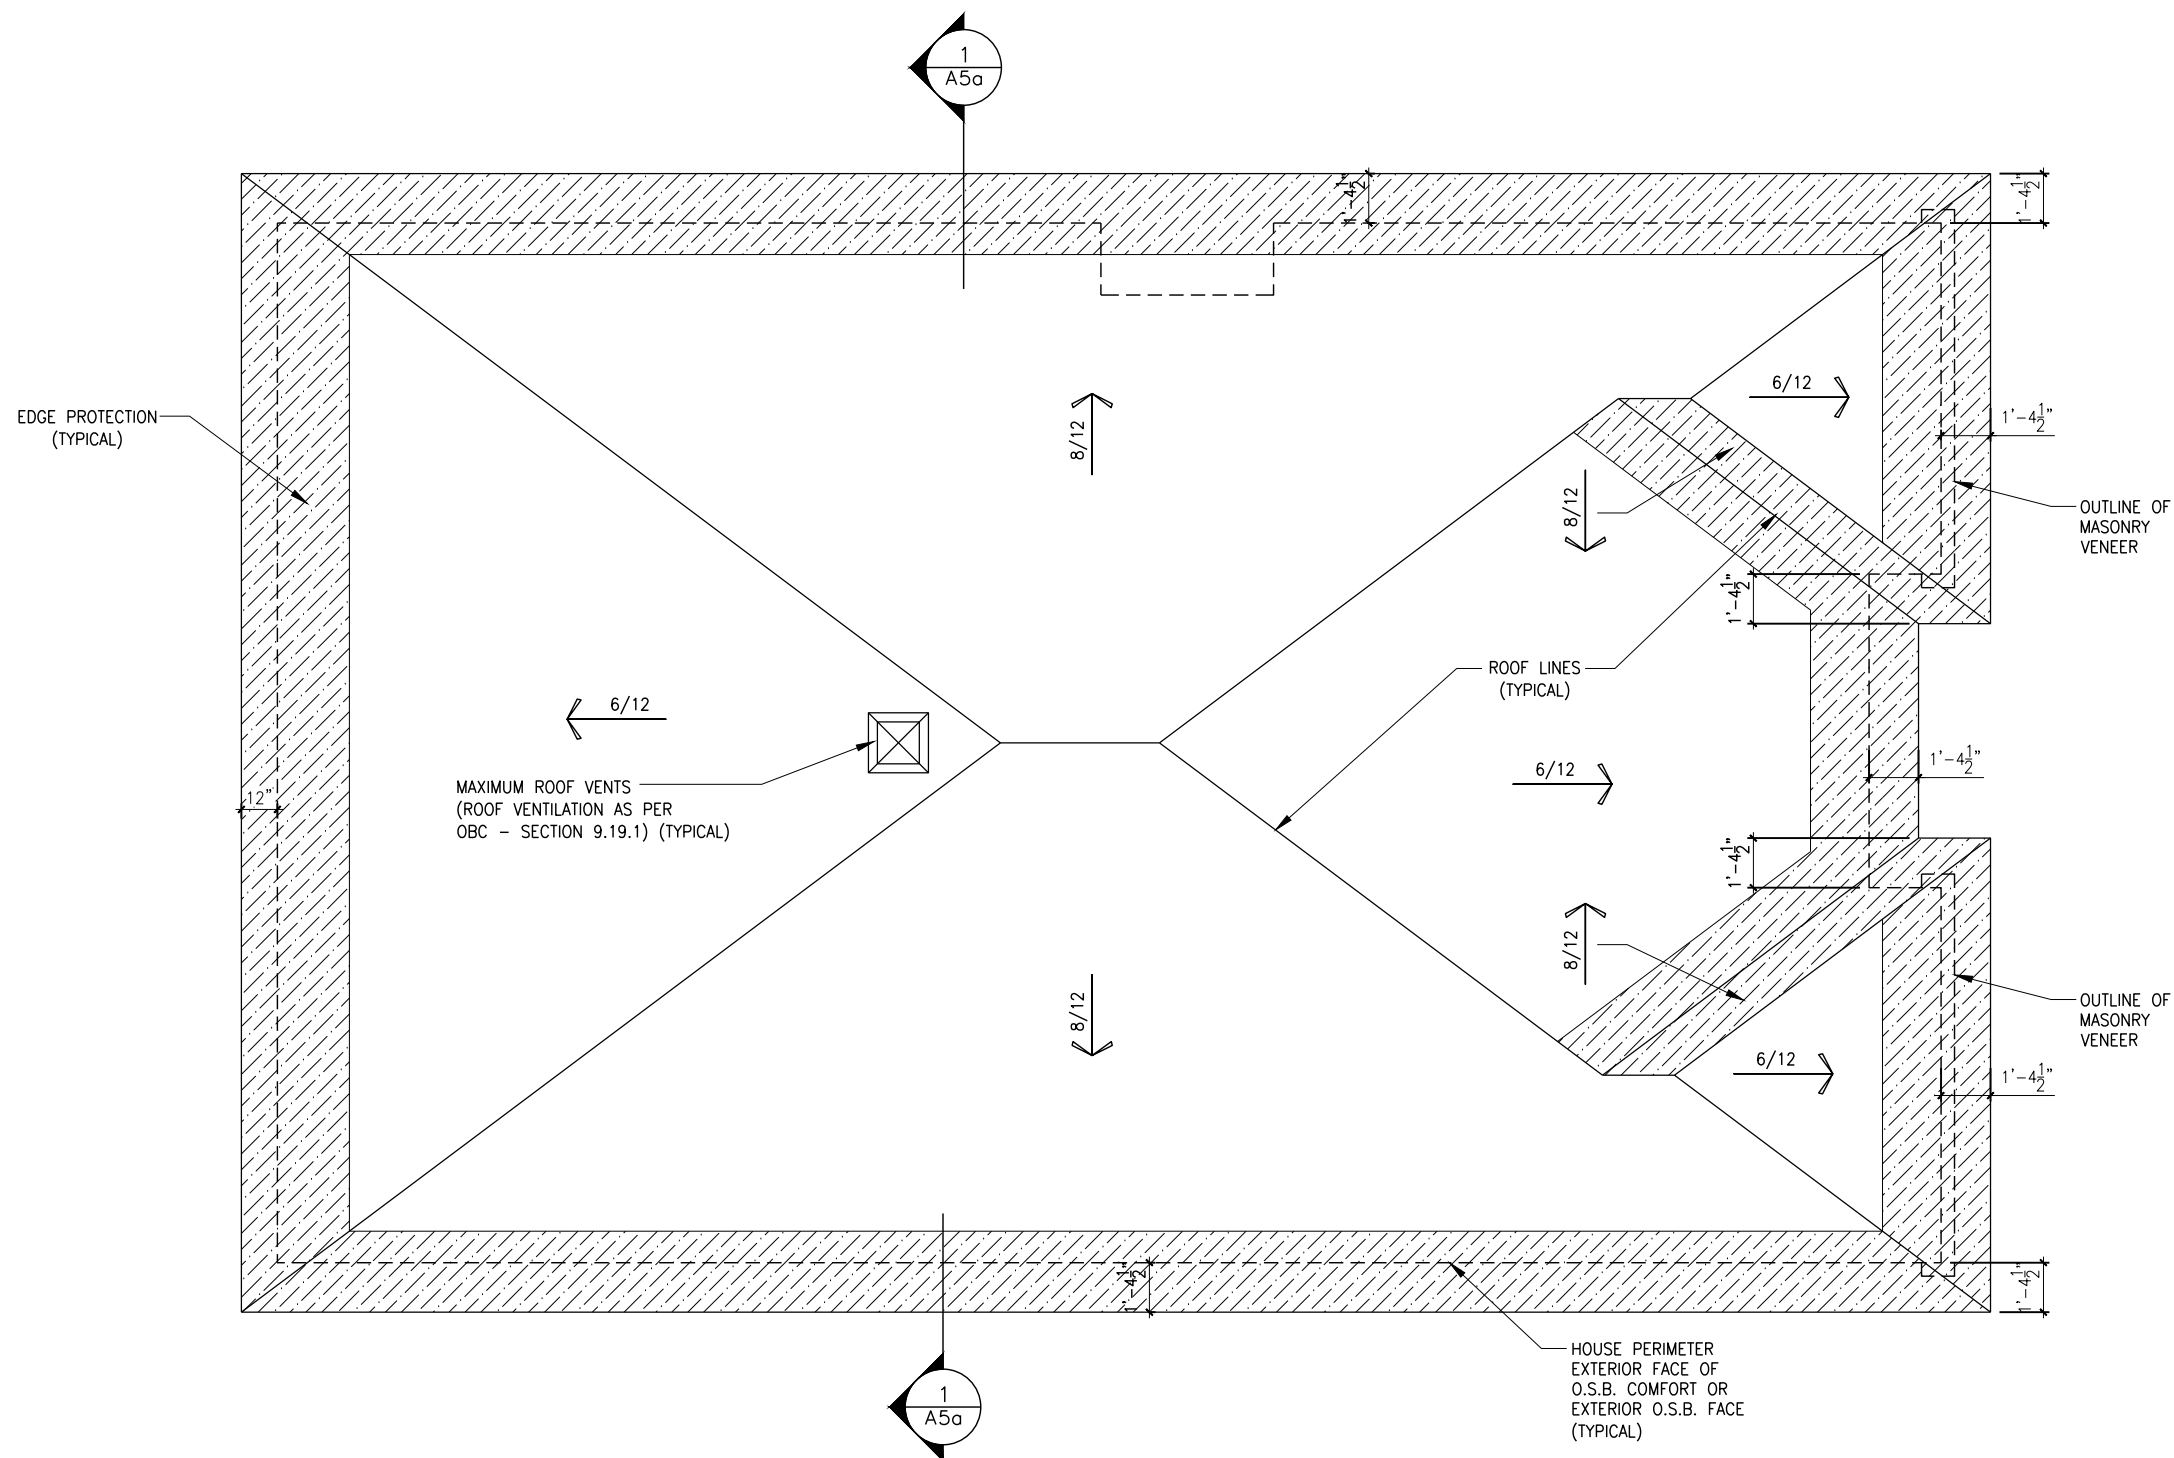 1
A5a
1'-4½"
1'-4½"
6/12
8/12
EDGE PROTECTION
(TYPICAL)
1'-4½"
8/12
OUTLINE OF
MASONRY
VENEER
1'-4½"
ROOF LINES
(TYPICAL)
6/12
6/12
1'-4½"
MAXIMUM ROOF VENTS
(ROOF VENTILATION AS PER
OBC - SECTION 9.19.1) (TYPICAL)
12"
1'-4½"
8/12
8/12
OUTLINE OF
MASONRY
VENEER
6/12
1'-4½"
1'-4½"
1'-4½"
HOUSE PERIMETER
EXTERIOR FACE OF
O.S.B. COMFORT OR
EXTERIOR O.S.B. FACE
(TYPICAL)
1
A5a